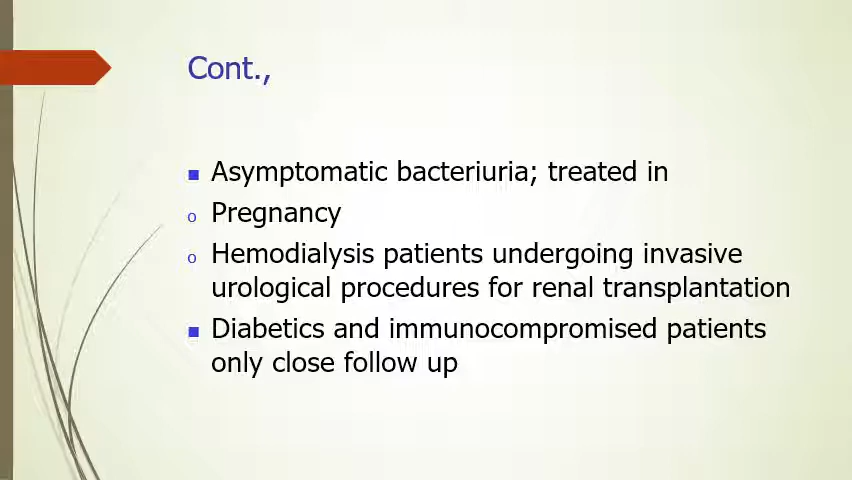 Cont.,
■ Asymptomatic bacteriuria; treated in
o Pregnancy
o Hemodialysis patients undergoing invasive
urological procedures for renal transplantation
■ Diabetics and immunocompromised patients
only close follow up